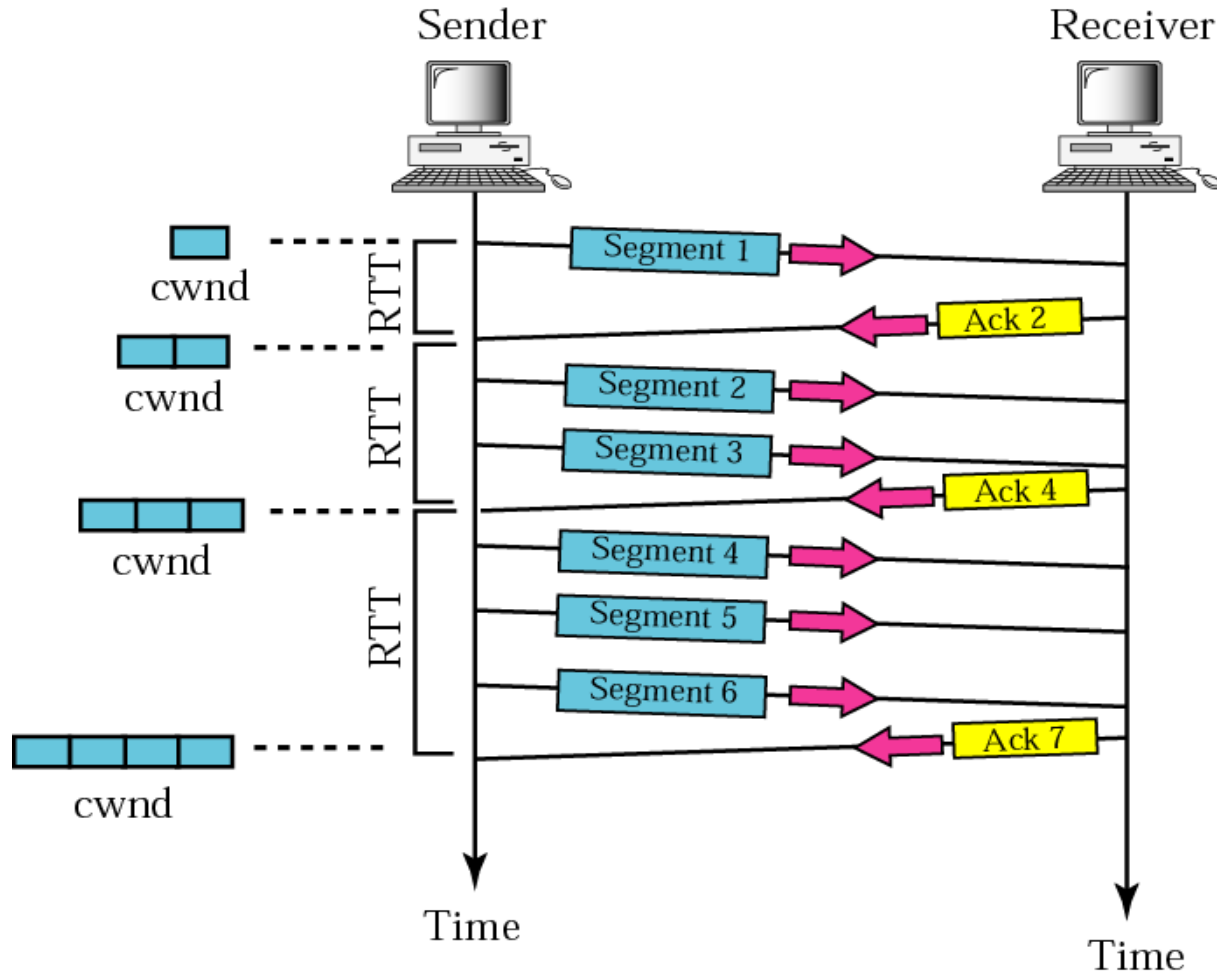 Sender
Receiver
cwnd
RTT
Segment 1
Ack 2
cwnd
RTT
Segment 2
Segment 3
Ack 4
cwnd
RTT
Segment 4
Segment 5
Segment 6
Ack 7
cwnd
Time
Time